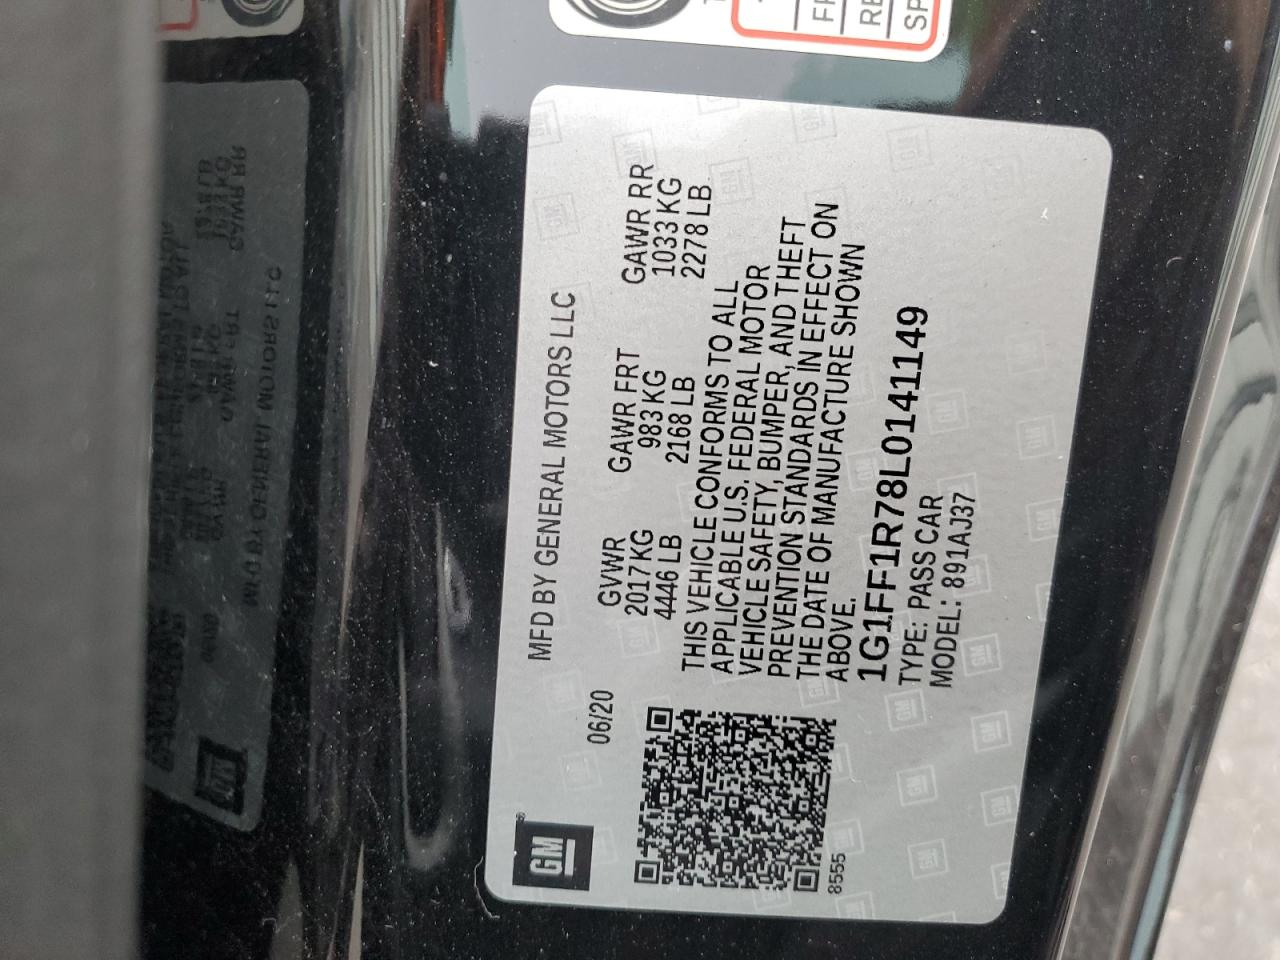 GM
MFD BY GENERAL MOTORS LLC
06/20
GVWR GAWR FRT GAWR RR
2017KG 983 KG 1033 KG
4446 LB 2168 LB 2278 LB
THIS VEHICLE CONFORMS TO ALL
APPLICABLE U.S. FEDERAL MOTOR
VEHICLE SAFETY, BUMPER, AND THEFT
PREVENTION STANDARDS IN EFFECT ON
THE DATE OF MANUFACTURE SHOWN
ABOVE.
1G1FF1R78L0141149
TYPE: PASS CAR
MODEL: 891AJ37
8555